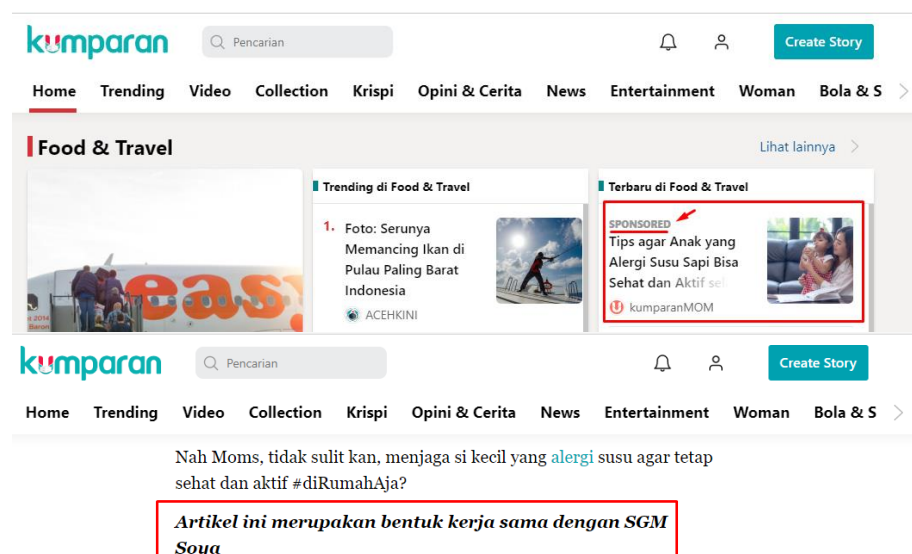 kumparan
Pencarian
Create Story
Home Trending Video Collection Krispi Opini & Cerita News Entertainment Woman Bola & S
Food & Travel
Lihat lainnya
easy
2014
Baron
Trending di Food & Travel
1. Foto: Serunya
Memancing Ikan di
Pulau Paling Barat
Indonesia
ACEHKINI
Terbaru di Food & Travel
SPONSORED
Tips agar Anak yang
Alergi Susu Sapi Bisa
Sehat dan Aktif sel
kumparanMOM
kumparan
Pencarian
Create Story
Home Trending Video Collection Krispi Opini & Cerita News Entertainment Woman Bola & S
Nah Moms, tidak sulit kan, menjaga si kecil yang alergi susu agar tetap
sehat dan aktif #diRumahAja?
Artikel ini merupakan bentuk kerja sama dengan SGM
Soya